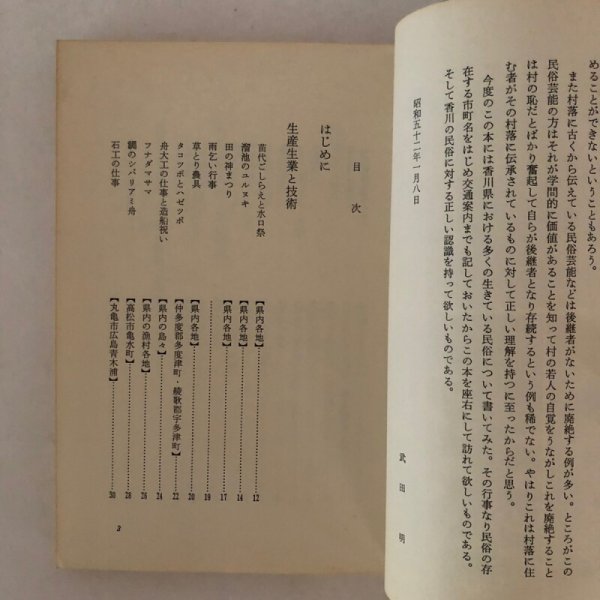 めることができないということもあろう。
また村落に古くから伝えている民俗芸能などは後継者がないために廃絶する例が多い。ところがこの
民俗芸能の方はそれが学問的に価値があることを知って村の若人の自覚をうながしこれを廃絶すること
は村の恥だとばかり奮起して自らが後継者となり存続するという例も稀でない。やはりこれは村落に住
む者がその村落に伝承されているものに対して正しい理解を持つに至ったからだと思う。
今度のこの本には香川県における多くの生きている民俗について書いてみた。その行事なり民俗の存
在する市町名をはじめ交通案内までも記しておいたからこの本を座右にして訪れて欲しいものである。
そして香川の民俗に対する正しい認識を持って欲しいものである。
昭和五十二年一月八日
武田 明
目次
はじめに
生産生業と技術
苗代ごしらえと水口祭 【県内各地】 12
溜池のユルヌキ 【県内各地】 14
田の神まつり 【県内各地】 17
雨乞い行事 19
草とり農具 【県内各地】 20
タコツボとハゼツボ 【仲多度郡多度津町・綾歌郡宇多津町】 22
舟大工の仕事と造船祝い 【県内の島々】 24
フナダマサマ 【県内の漁村各地】 26
鯛のシバリアミ舟 【高松市亀水町】 28
石工の仕事 【丸亀市広島青木浦】 30
3